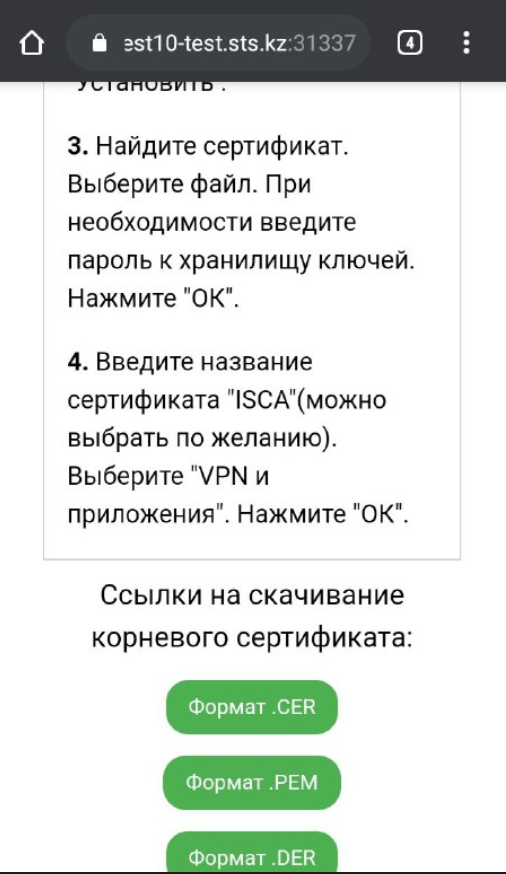 est10-test.sts.kz:31337
4
установить".
3. Найдите сертификат.
Выберите файл. При
необходимости введите
пароль к хранилищу ключей.
Нажмите "ОК".
4. Введите название
сертификата "ISCA"(можно
выбрать по желанию).
Выберите "VPN и
приложения". Нажмите "ОК".
Ссылки на скачивание
корневого сертификата:
Формат .CER
Формат .PEM
Формат .DER